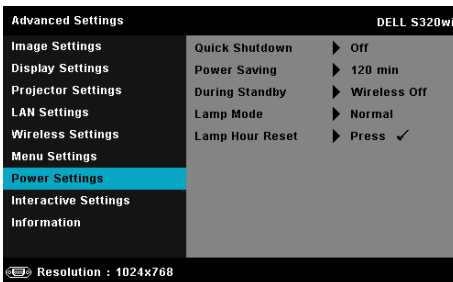 Advanced Settings
DELL S320wi
Image Settings
Display Settings
Projector Settings
LAN Settings
Wireless Settings
Menu Settings
Power Settings
Interactive Settings
Information
Quick Shutdown Off
Power Saving 120 min
During Standby Wireless Off
Lamp Mode Normal
Lamp Hour Reset Press ✓
Resolution : 1024x768